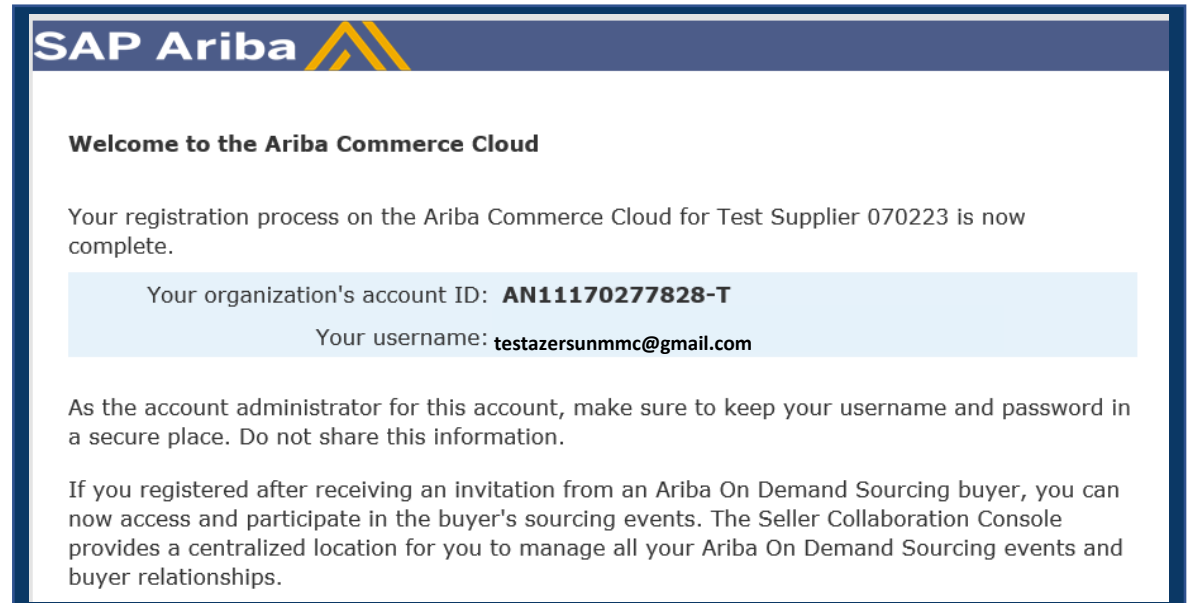 SAP Ariba
Welcome to the Ariba Commerce Cloud
Your registration process on the Ariba Commerce Cloud for Test Supplier 070223 is now
complete.
Your organization's account ID: AN11170277828-T
Your username: testazersunmmc@gmail.com
As the account administrator for this account, make sure to keep your username and password in
a secure place. Do not share this information.
If you registered after receiving an invitation from an Ariba On Demand Sourcing buyer, you can
now access and participate in the buyer's sourcing events. The Seller Collaboration Console
provides a centralized location for you to manage all your Ariba On Demand Sourcing events and
buyer relationships.